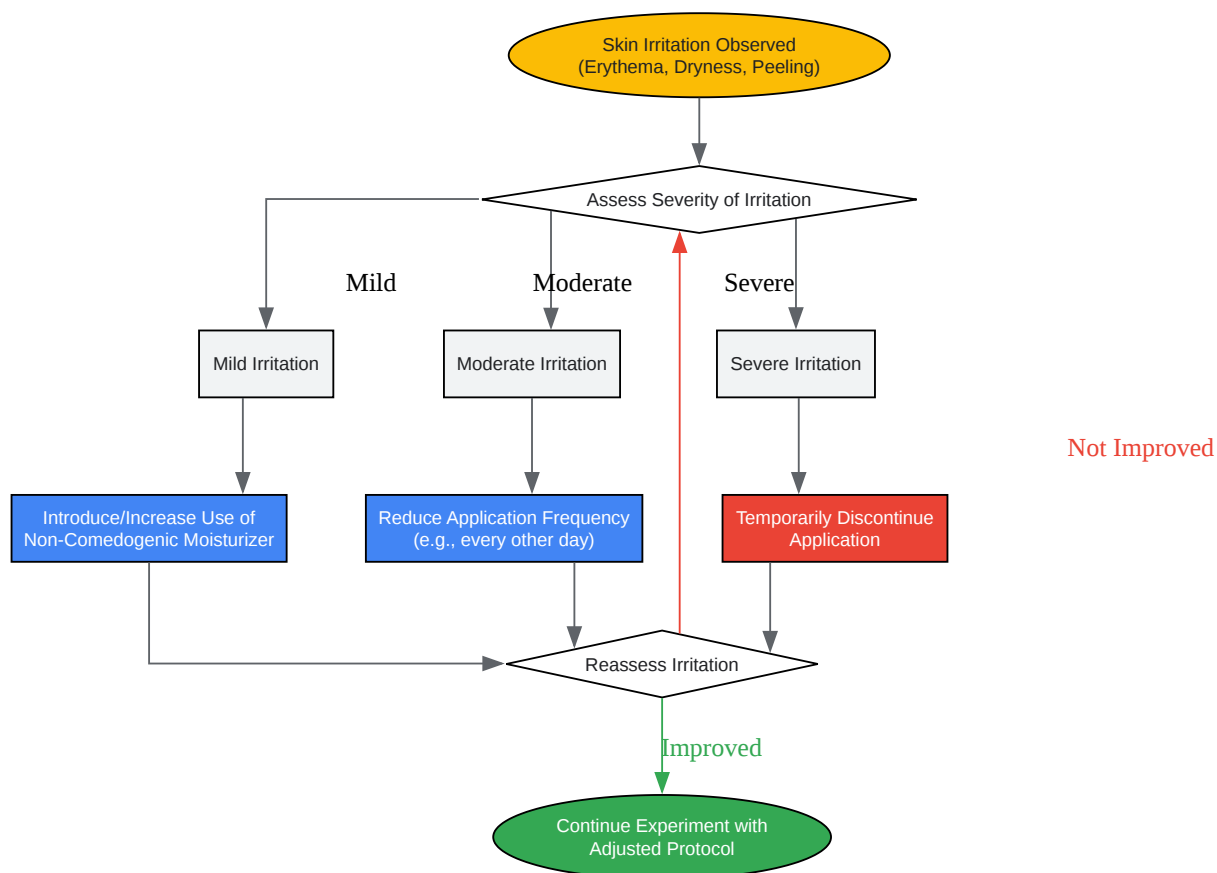 Skin Irritation Observed
(Erythema, Dryness, Peeling)
Assess Severity of Irritation
Mild
Moderate
Severe
Mild Irritation
Moderate Irritation
Severe Irritation
Not Improved
Introduce/Increase Use of
Non-Comedogenic Moisturizer
Reduce Application Frequency
(e.g., every other day)
Temporarily Discontinue
Application
Reassess Irritation
Improved
Continue Experiment with
Adjusted Protocol